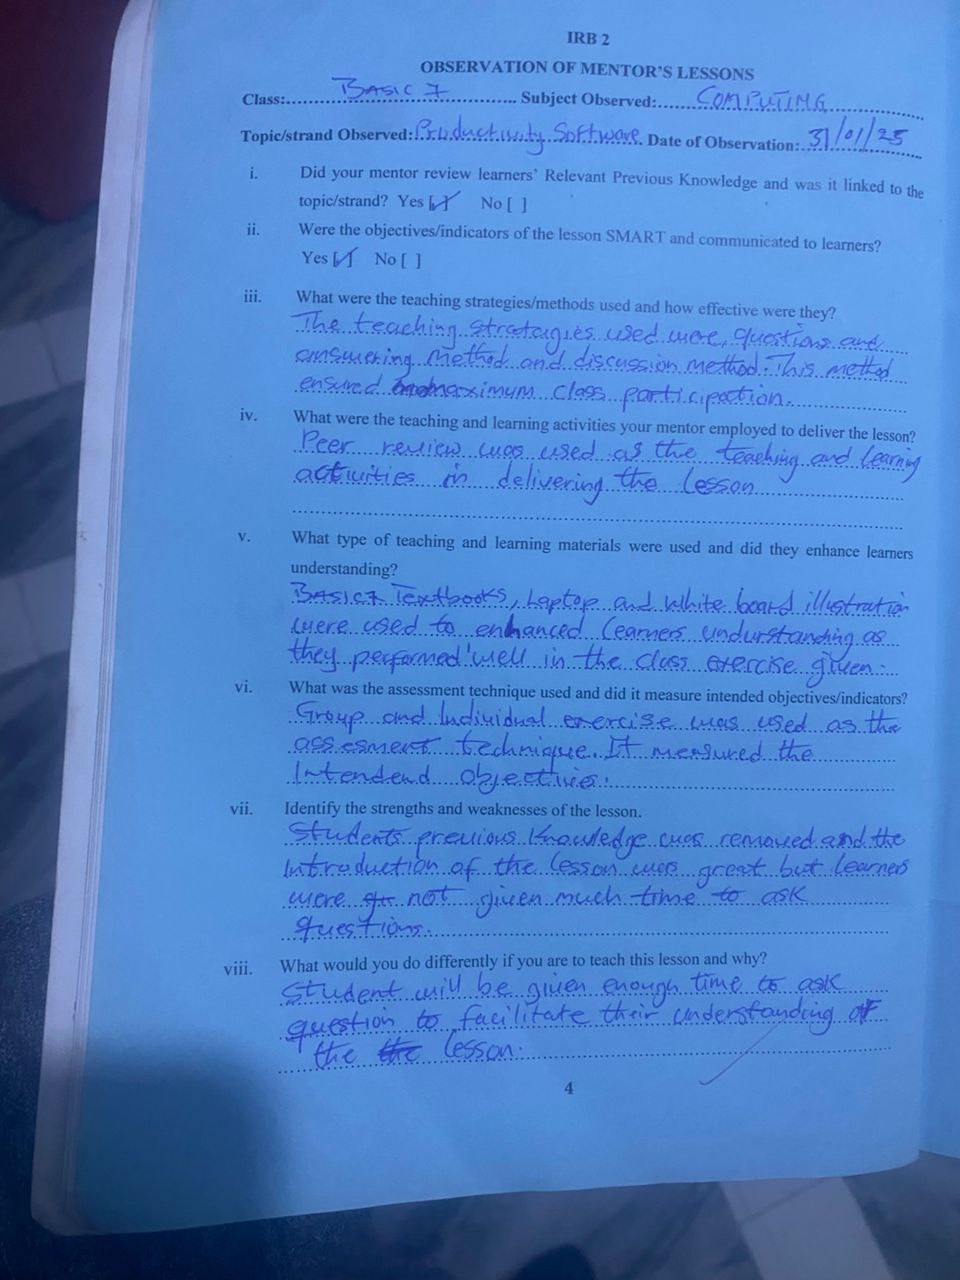 IRB 2
OBSERVATION OF MENTOR'S LESSONS
Class:..... BASIC 7 ..... Subject Observed:..... COMPUTING .....
Topic/strand Observed: Productivity Software. Date of Observation: 31/01/25
i. Did your mentor review learners' Relevant Previous Knowledge and was it linked to the
topic/strand? Yes [✓] No [ ]
ii. Were the objectives/indicators of the lesson SMART and communicated to learners?
Yes [✓] No [ ]
iii. What were the teaching strategies/methods used and how effective were they?
The teaching stratagies used were, questions and
answering method and discussion method. This method
ensured maximum class participation.
iv. What were the teaching and learning activities your mentor employed to deliver the lesson?
Peer review was used as the teaching and learning
activities in delivering the lesson
v. What type of teaching and learning materials were used and did they enhance learners
understanding?
BASIC 7 Textbooks, Laptop and White board illustration
were used to enhanced learners understanding as
they performed well in the class exercise given.
vi. What was the assessment technique used and did it measure intended objectives/indicators?
Group and Individual exercise was used as the
assesment technique. It measured the
Intendend objectives.
vii. Identify the strengths and weaknesses of the lesson.
Students previous Knowledge was removed and the
Introduction of the lesson was great but learners
were not given much time to ask
questions.
viii. What would you do differently if you are to teach this lesson and why?
Student will be given enough time to ask
question to facilitate their understanding of
the lesson.
4